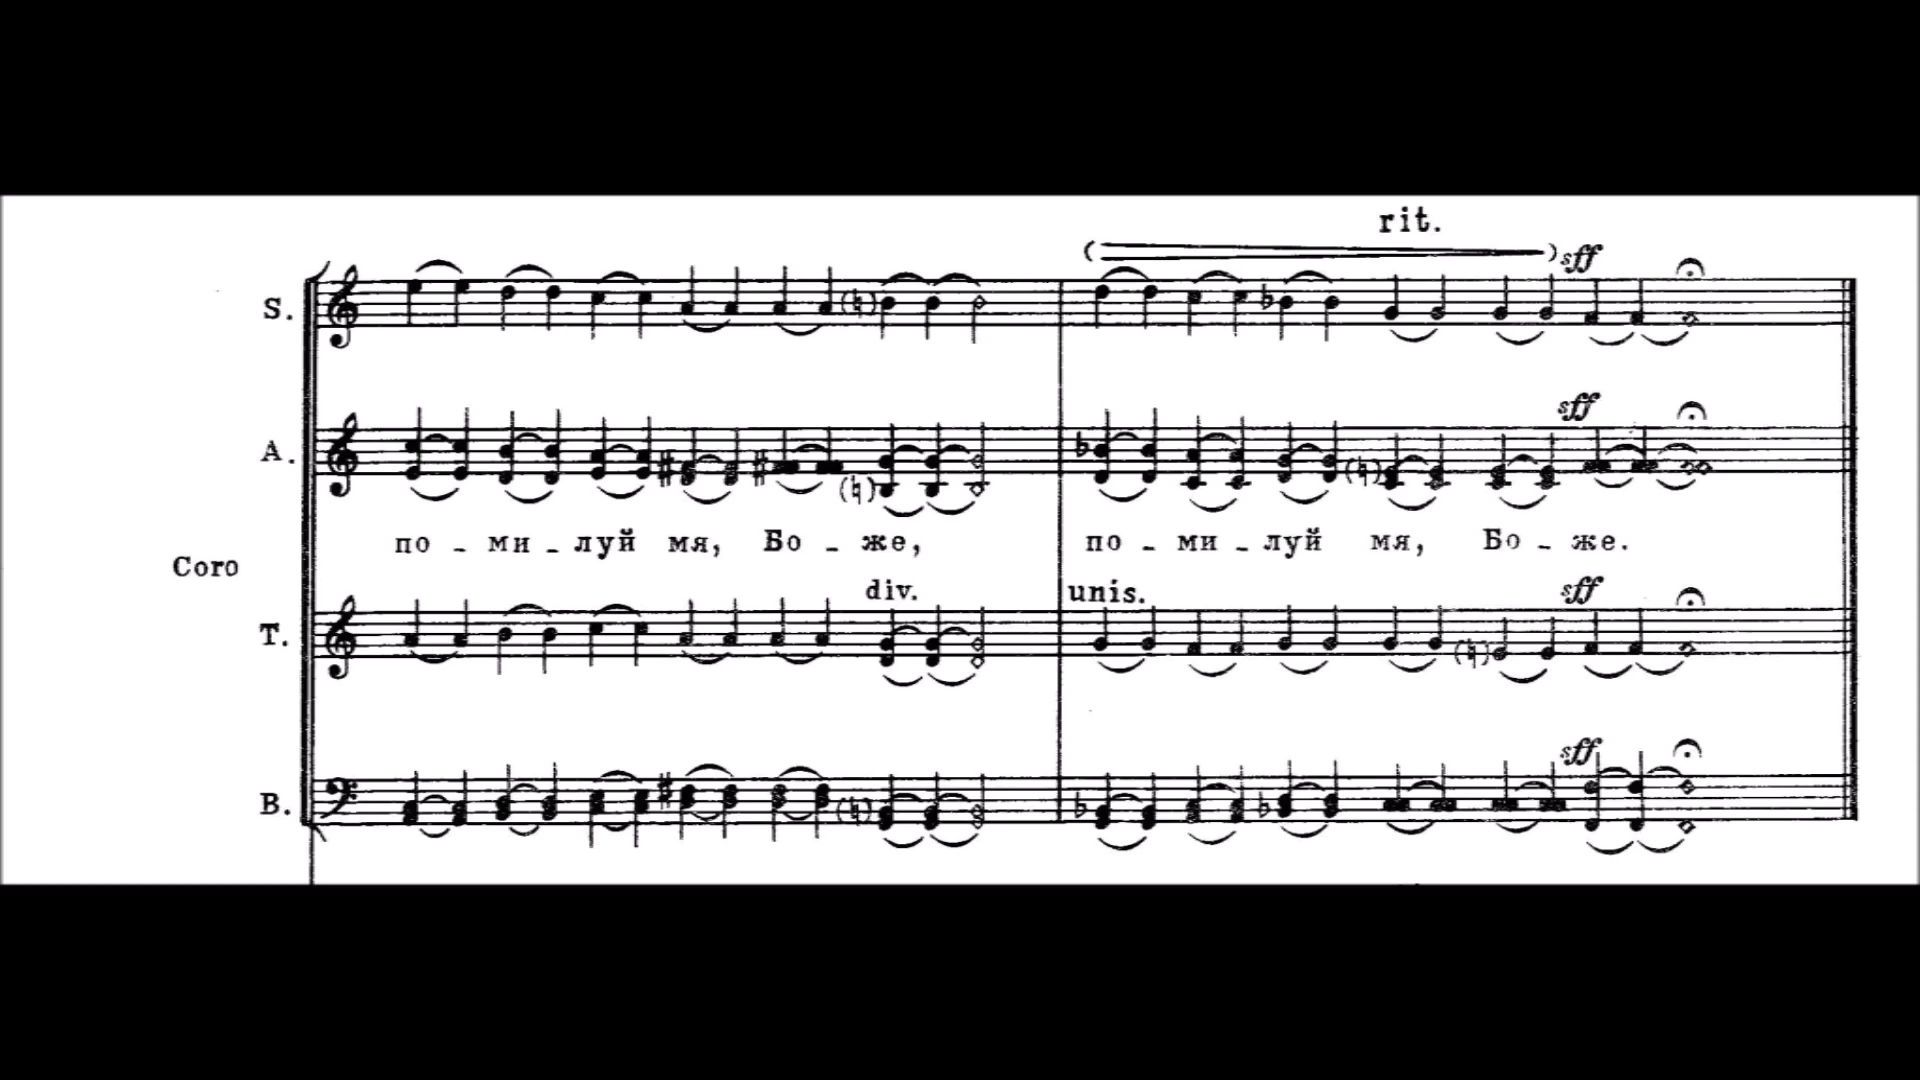 rit.
sff
S.
sff
A.
по - ми - луй мя, Бо - же, по - ми - луй мя, Бо - же.
Coro
div. unis. sff
T.
sff
B.